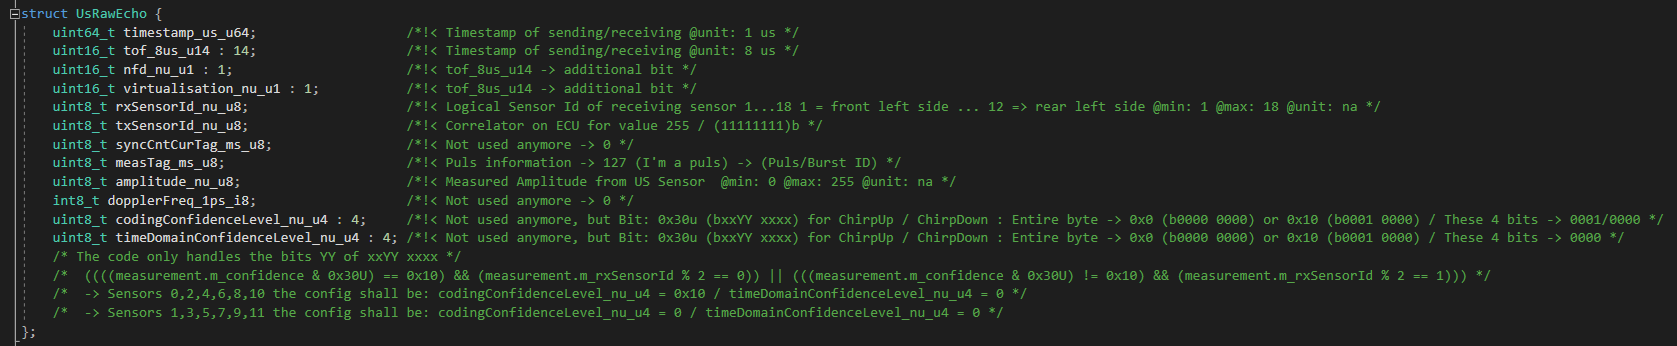 struct UsRawEcho {
uint64_t timestamp_us_u64; /*!< Timestamp of sending/receiving @unit: 1 us */
uint16_t tof_8us_u14 : 14; /*!< Timestamp of sending/receiving @unit: 8 us */
uint16_t nfd_nu_u1 : 1; /*!< tof_8us_u14 -> additional bit */
uint16_t virtualisation_nu_u1 : 1; /*!< tof_8us_u14 -> additional bit */
uint8_t rxSensorId_nu_u8; /*!< Logical Sensor Id of receiving sensor 1...18 1 = front left side ... 12 => rear left side @min: 1 @max: 18 @unit: na */
uint8_t txSensorId_nu_u8; /*!< Correlator on ECU for value 255 / (11111111)b */
uint8_t syncCntCurTag_ms_u8; /*!< Not used anymore -> 0 */
uint8_t measTag_ms_u8; /*!< Puls information -> 127 (I'm a puls) -> (Puls/Burst ID) */
uint8_t amplitude_nu_u8; /*!< Measured Amplitude from US Sensor  @min: 0 @max: 255 @unit: na */
int8_t dopplerFreq_1ps_i8; /*!< Not used anymore -> 0 */
uint8_t codingConfidenceLevel_nu_u4 : 4; /*!< Not used anymore, but Bit: 0x30u (bxxYY xxxx) for ChirpUp / ChirpDown : Entire byte -> 0x0 (b0000 0000) or 0x10 (b0001 0000) / These 4 bits -> 0001/0000 */
uint8_t timeDomainConfidenceLevel_nu_u4 : 4; /*!< Not used anymore, but Bit: 0x30u (bxxYY xxxx) for ChirpUp / ChirpDown : Entire byte -> 0x0 (b0000 0000) or 0x10 (b0001 0000) / These 4 bits -> 0000 */
/* The code only handles the bits YY of xxYY xxxx */
/*  ((((measurement.m_confidence & 0x30U) == 0x10) && (measurement.m_rxSensorId % 2 == 0)) || (((measurement.m_confidence & 0x30U) != 0x10) && (measurement.m_rxSensorId % 2 == 1))) */
/*  -> Sensors 0,2,4,6,8,10 the config shall be: codingConfidenceLevel_nu_u4 = 0x10 / timeDomainConfidenceLevel_nu_u4 = 0 */
/*  -> Sensors 1,3,5,7,9,11 the config shall be: codingConfidenceLevel_nu_u4 = 0 / timeDomainConfidenceLevel_nu_u4 = 0 */
};